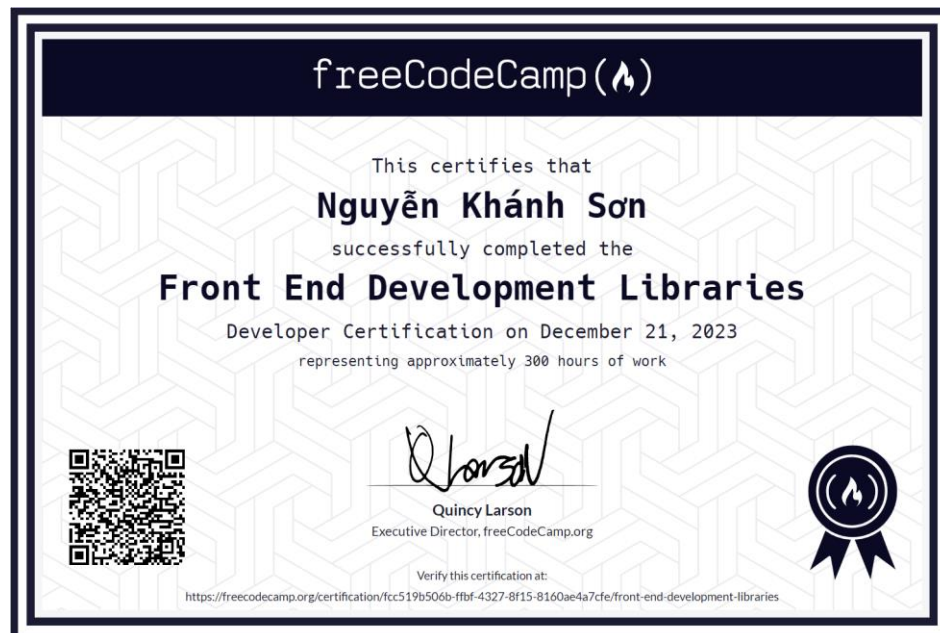 freeCodeCamp(🔥)
This certifies that
Nguyễn Khánh Sơn
successfully completed the
Front End Development Libraries
Developer Certification on December 21, 2023
representing approximately 300 hours of work
Quincy Larson
Executive Director, freeCodeCamp.org
Verify this certification at:
https://freecodecamp.org/certification/fcc519b506b-ffbf-4327-8f15-8160ae4a7cfe/front-end-development-libraries